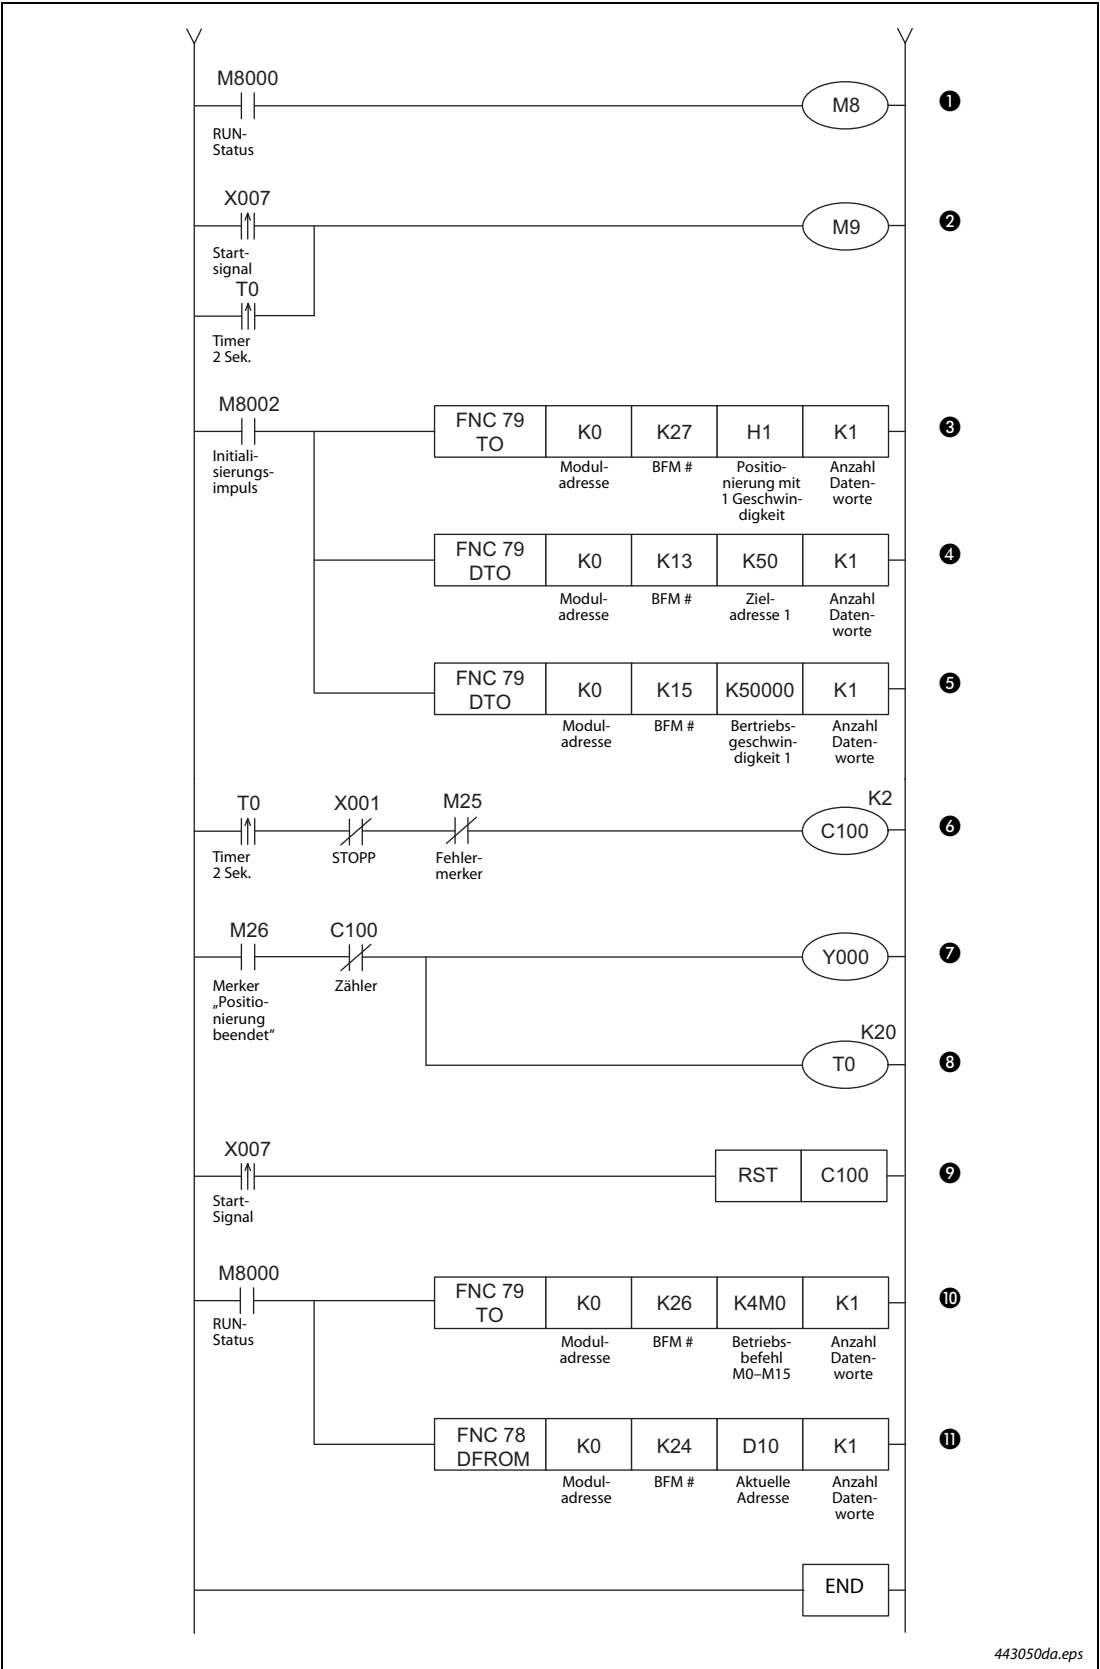 M8000
M8
❶
RUN-
Status
X007
M9
❷
Start-
signal
T0
Timer
2 Sek.
M8002
FNC 79
TO
K0
K27
H1
K1
❸
Initiali-
sierungs-
impuls
Modul-
adresse
BFM #
Positio-
nierung mit
1 Geschwin-
digkeit
Anzahl
Daten-
worte
FNC 79
DTO
K0
K13
K50
K1
❹
Modul-
adresse
BFM #
Ziel-
adresse 1
Anzahl
Daten-
worte
FNC 79
DTO
K0
K15
K50000
K1
❺
Modul-
adresse
BFM #
Bertriebs-
geschwin-
digkeit 1
Anzahl
Daten-
worte
T0
X001
M25
K2
C100
❻
Timer
2 Sek.
STOPP
Fehler-
merker
M26
C100
Y000
❼
Merker
„Positio-
nierung
beendet“
Zähler
K20
T0
❽
X007
RST
C100
❾
Start-
Signal
M8000
FNC 79
TO
K0
K26
K4M0
K1
❿
RUN-
Status
Modul-
adresse
BFM #
Betriebs-
befehl
M0–M15
Anzahl
Daten-
worte
FNC 78
DFROM
K0
K24
D10
K1
⓫
Modul-
adresse
BFM #
Aktuelle
Adresse
Anzahl
Daten-
worte
END
443050da.eps